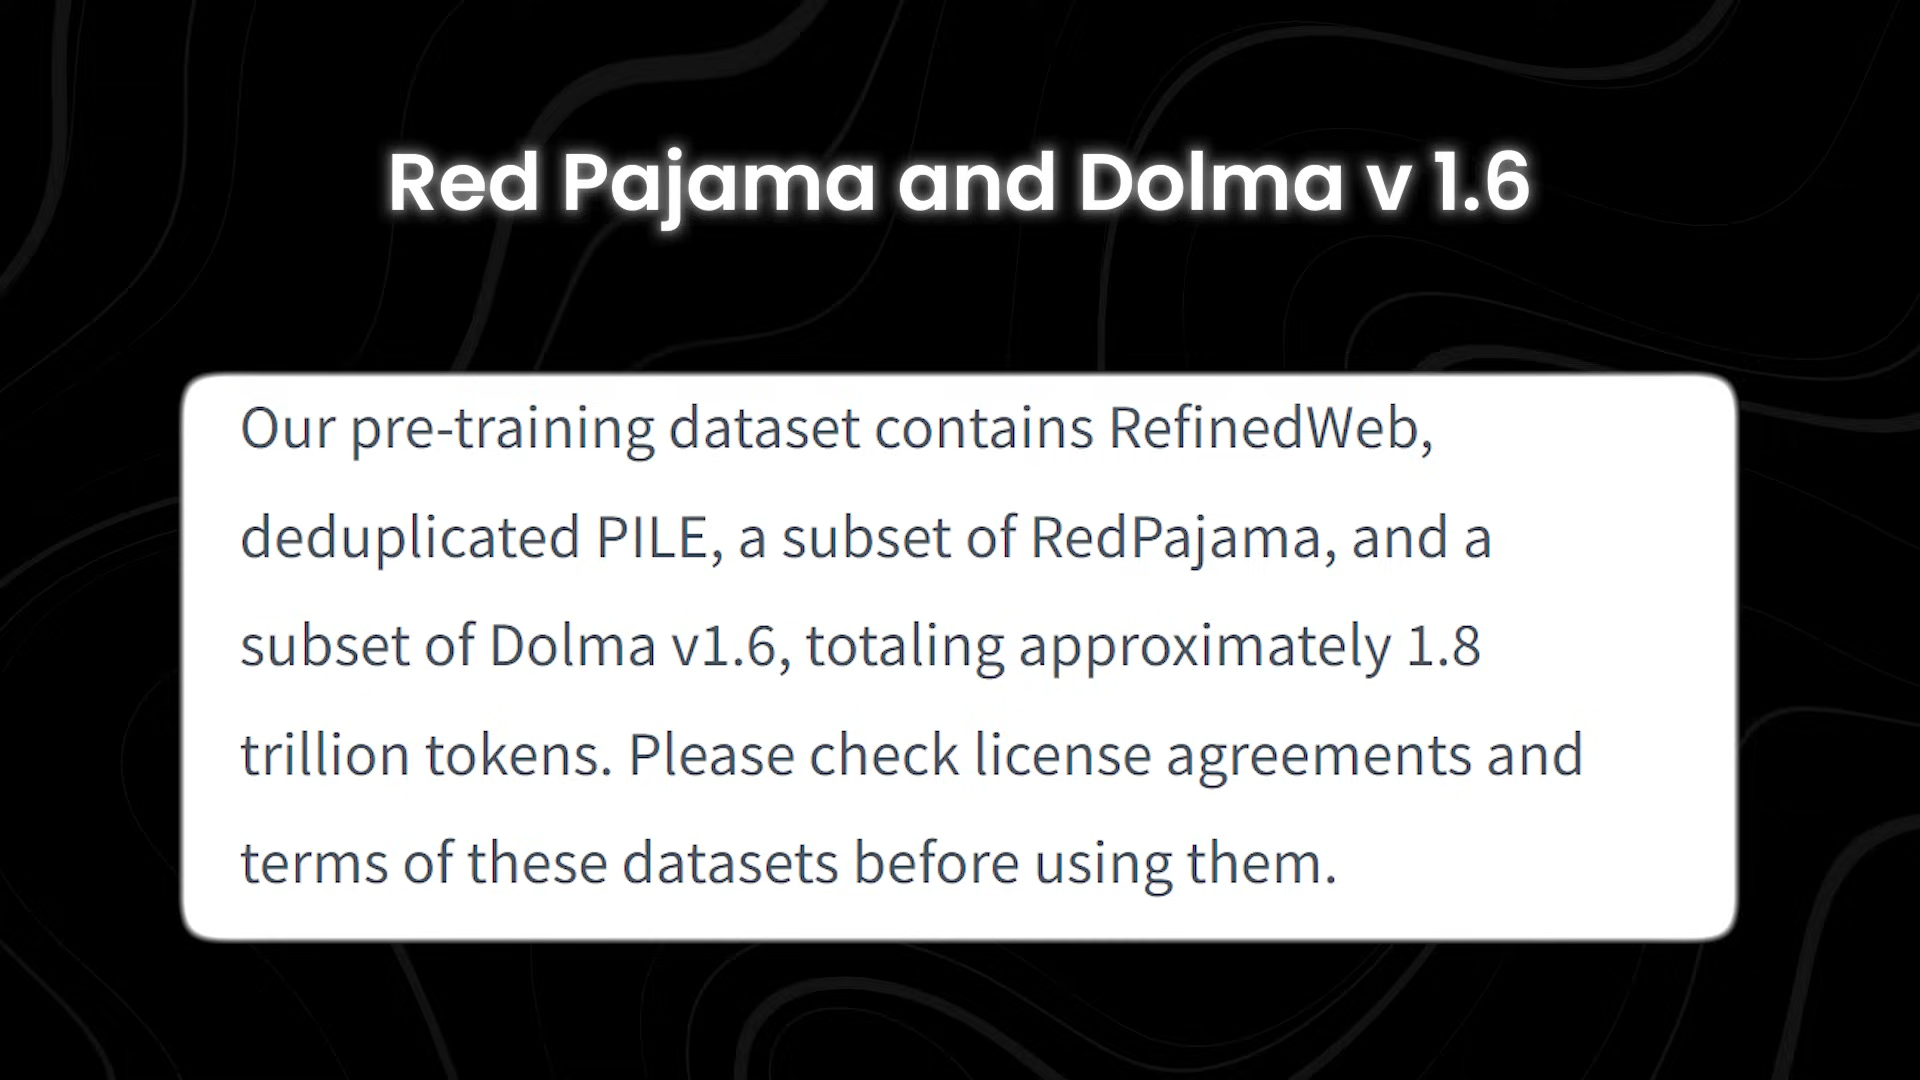 Red Pajama and Dolma v 1.6
Our pre-training dataset contains RefinedWeb,
deduplicated PILE, a subset of RedPajama, and a
subset of Dolma v1.6, totaling approximately 1.8
trillion tokens. Please check license agreements and
terms of these datasets before using them.